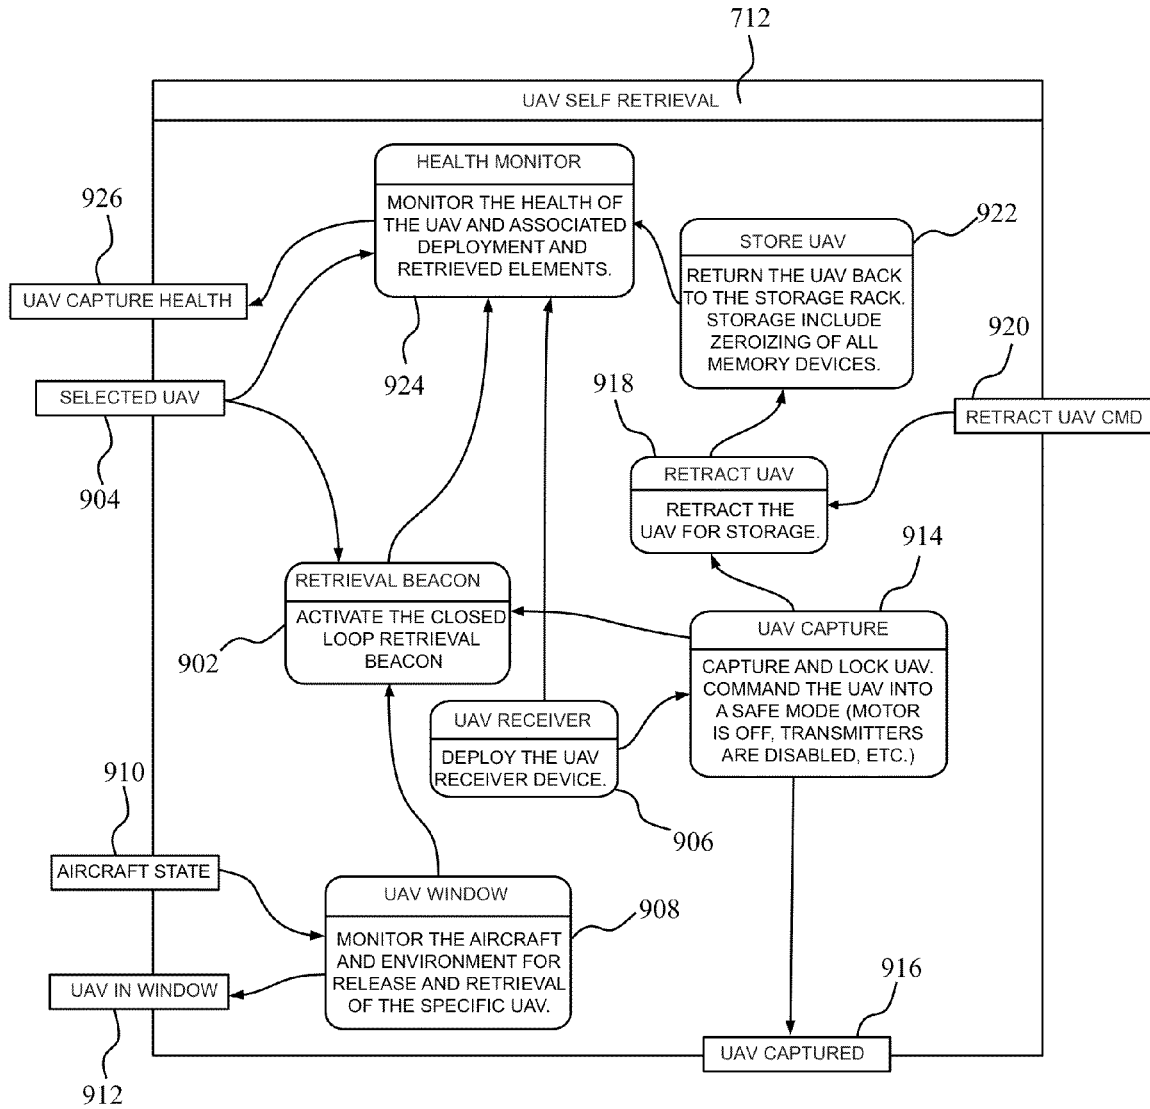 712
UAV SELF RETRIEVAL
HEALTH MONITOR
MONITOR THE HEALTH OF
THE UAV AND ASSOCIATED
DEPLOYMENT AND
RETRIEVED ELEMENTS.
924
926
UAV CAPTURE HEALTH
SELECTED UAV
904
922
STORE UAV
RETURN THE UAV BACK
TO THE STORAGE RACK.
STORAGE INCLUDE
ZEROIZING OF ALL
MEMORY DEVICES.
920
RETRACT UAV CMD
918
RETRACT UAV
RETRACT THE
UAV FOR STORAGE.
914
UAV CAPTURE
CAPTURE AND LOCK UAV.
COMMAND THE UAV INTO
A SAFE MODE (MOTOR
IS OFF, TRANSMITTERS
ARE DISABLED, ETC.)
RETRIEVAL BEACON
ACTIVATE THE CLOSED
LOOP RETRIEVAL
BEACON
902
UAV RECEIVER
DEPLOY THE UAV
RECEIVER DEVICE.
906
910
AIRCRAFT STATE
UAV WINDOW
MONITOR THE AIRCRAFT
AND ENVIRONMENT FOR
RELEASE AND RETRIEVAL
OF THE SPECIFIC UAV.
908
UAV IN WINDOW
912
916
UAV CAPTURED